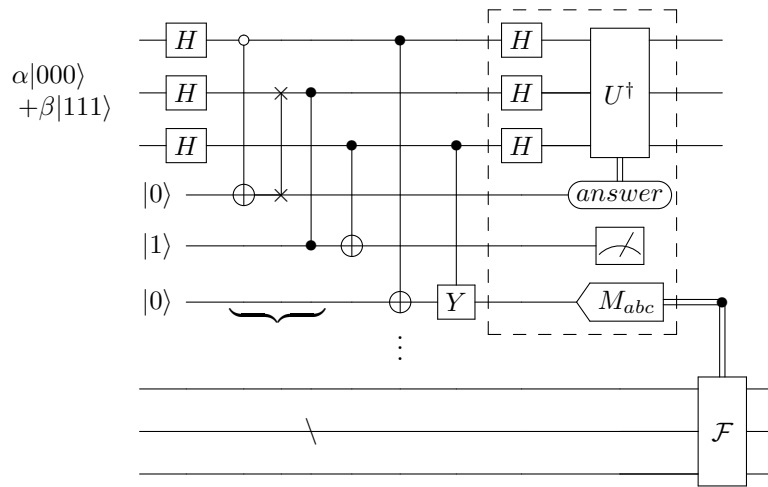 H H
α|000⟩
+β|111⟩
H H U†
H H
|0⟩ answer
|1⟩
|0⟩ Y M_abc
⋮
ℱ